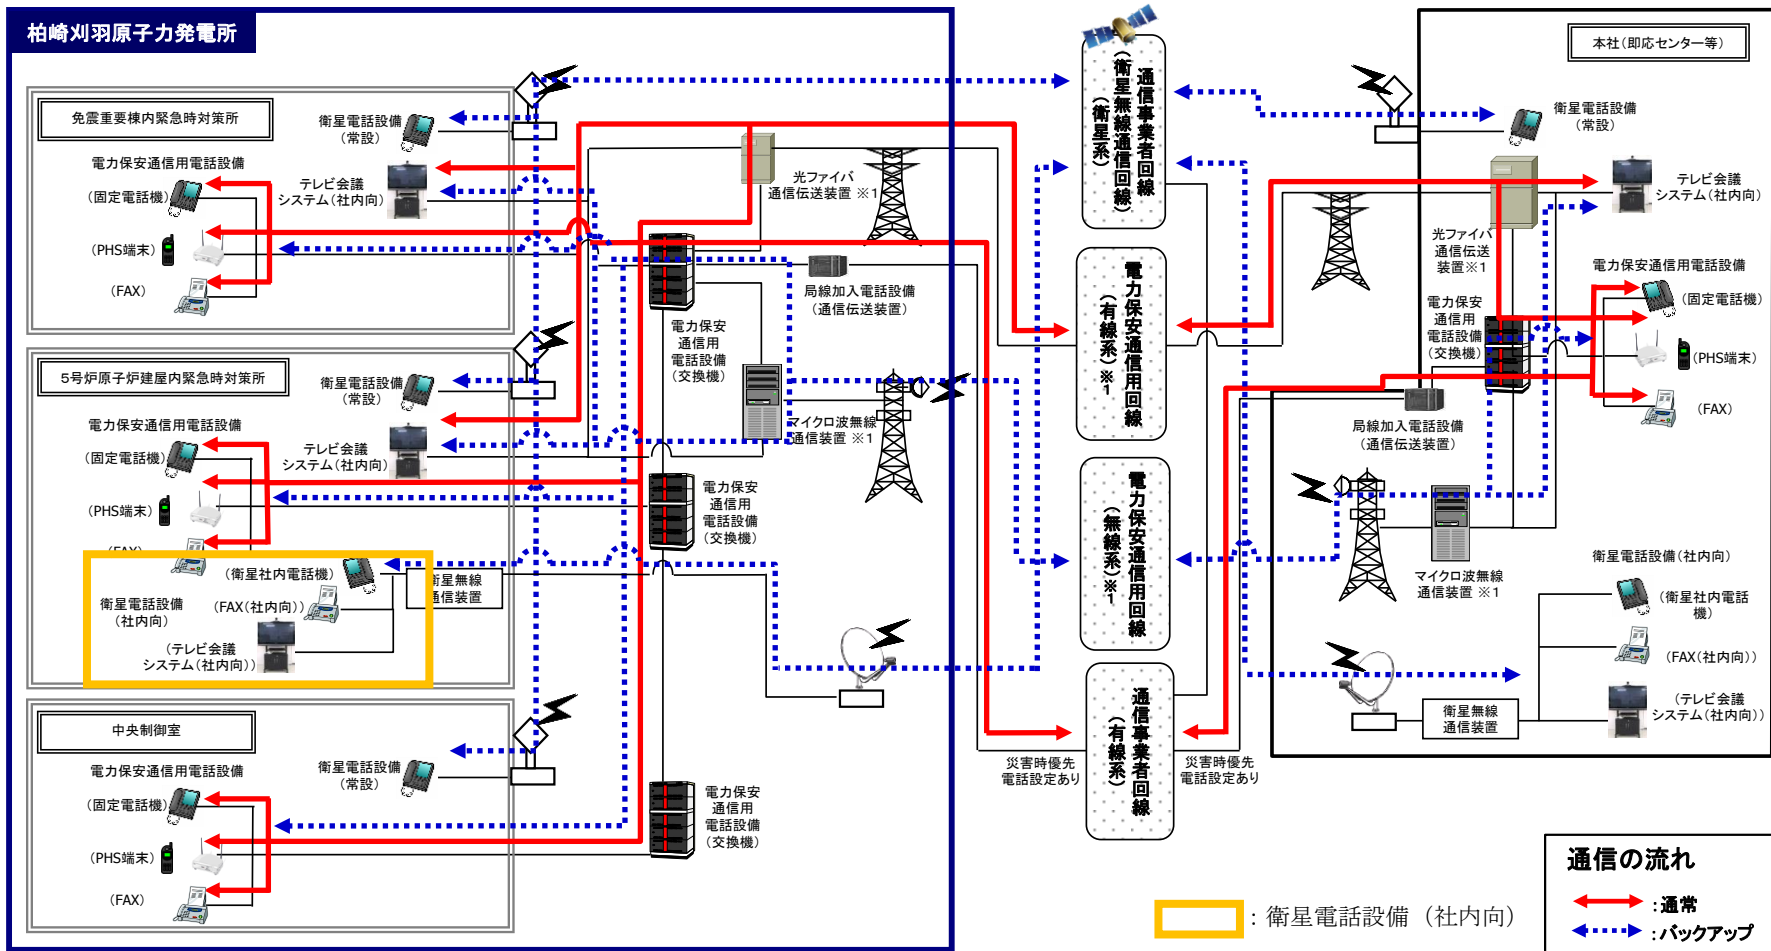 柏崎刈羽原子力発電所
免震重要棟内緊急時対策所
衛星電話設備
(常設)
電力保安通信用電話設備
(固定電話機)
テレビ会議
システム(社内向)
(PHS端末)
(FAX)
光ファイバ
通信伝送装置 ※1
局線加入電話設備
(通信伝送装置)
電力保安
通信用
電話設備
(交換機)
マイクロ波無線
通信装置 ※1
5号炉原子炉建屋内緊急時対策所
衛星電話設備
(常設)
電力保安通信用電話設備
(固定電話機)
テレビ会議
システム(社内向)
(PHS端末)
(FAX)
電力保安
通信用
電話設備
(交換機)
(衛星社内電話機)
衛星電話設備
(社内向)
(FAX(社内向))
(テレビ会議
システム(社内向))
衛星無線
通信装置
中央制御室
電力保安通信用電話設備
衛星電話設備
(常設)
(固定電話機)
(PHS端末)
(FAX)
電力保安
通信用
電話設備
(交換機)
通信事業者回線
(衛星無線通信回線)
(衛星系)
電力保安通信用回線
(有線系)※1
電力保安通信用回線
(無線系)※1
通信事業者回線
(有線系)
災害時優先
電話設定あり
災害時優先
電話設定あり
本社(即応センター等)
衛星電話設備
(常設)
テレビ会議
システム(社内向)
光ファイバ
通信伝送
装置※1
電力保安通信用電話設備
(固定電話機)
電力保安
通信用
電話設備
(交換機)
(PHS端末)
(FAX)
局線加入電話設備
(通信伝送装置)
マイクロ波無線
通信装置 ※1
衛星電話設備(社内向)
(衛星社内電話
機)
(FAX(社内向))
(テレビ会議
システム(社内向))
衛星無線
通信装置
通信の流れ
:通常
:バックアップ
:衛星電話設備(社内向)